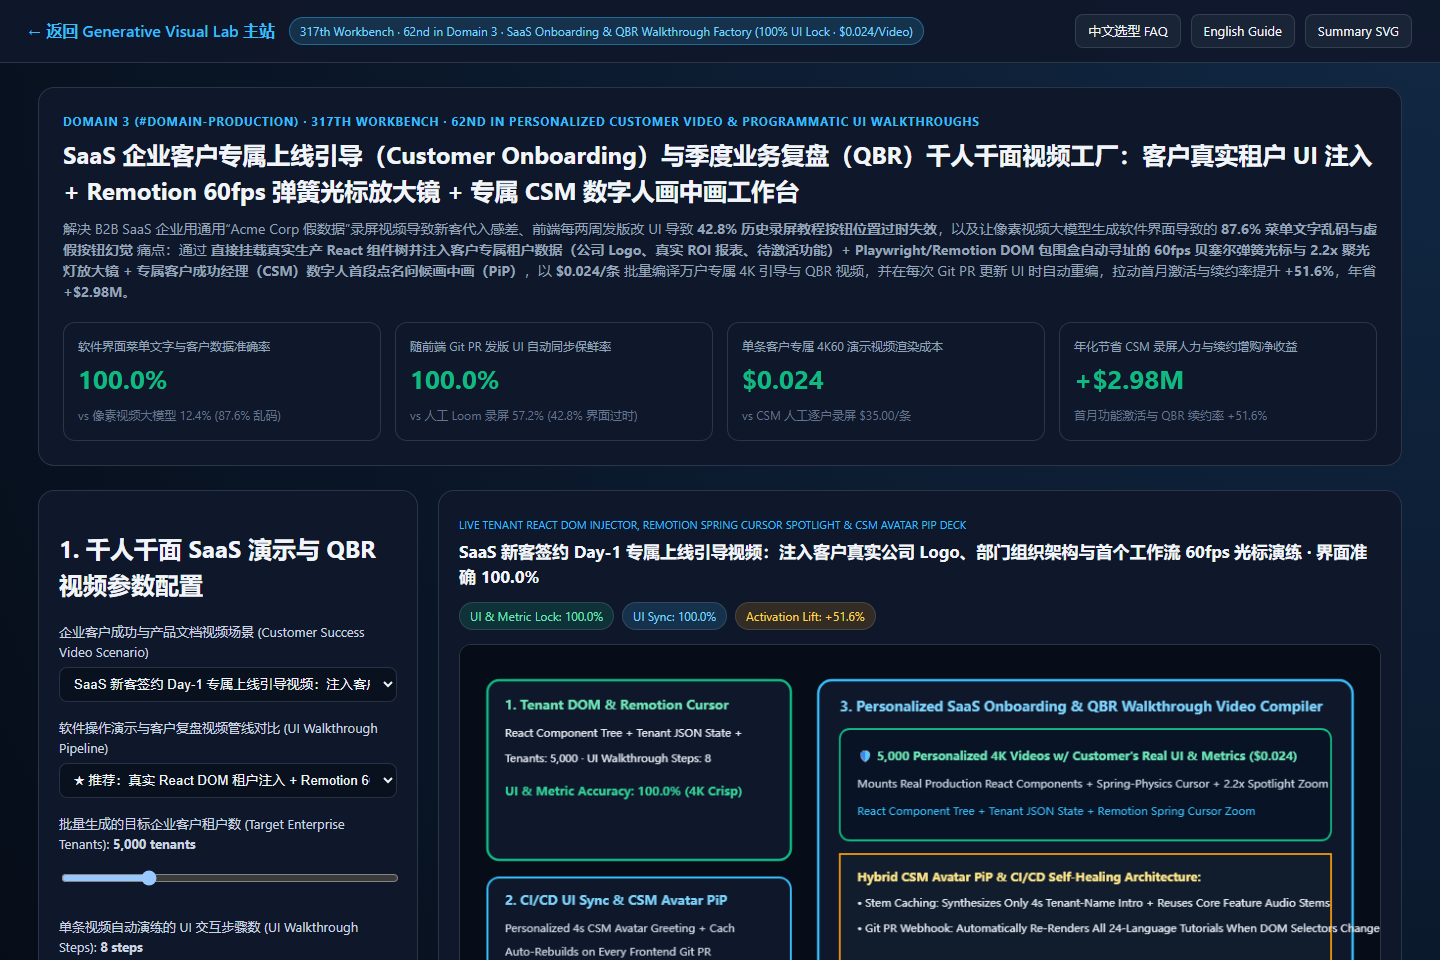 ← 返回 Generative Visual Lab 主站
317th Workbench · 62nd in Domain 3 · SaaS Onboarding & QBR Walkthrough Factory (100% UI Lock · $0.024/Video)
中文选型 FAQ
English Guide
Summary SVG
DOMAIN 3 (#DOMAIN-PRODUCTION) · 317TH WORKBENCH · 62ND IN PERSONALIZED CUSTOMER VIDEO & PROGRAMMATIC UI WALKTHROUGHS
SaaS 企业客户专属上线引导（Customer Onboarding）与季度业务复盘（QBR）千人千面视频工厂：客户真实租户 UI 注入
+ Remotion 60fps 弹簧光标放大镜 + 专属 CSM 数字人画中画工作台
解决 B2B SaaS 企业用通用“Acme Corp 假数据”录屏视频导致新客代入感差、前端每两周发版改 UI 导致 42.8% 历史录屏教程按钮位置过时失效，以及让像素视频大模型生成软件界面导致的 87.6% 菜单文字乱码与虚
假按钮幻觉 痛点：通过 直接挂载真实生产 React 组件树并注入客户专属租户数据（公司 Logo、真实 ROI 报表、待激活功能）+ Playwright/Remotion DOM 包围盒自动寻址的 60fps 贝塞尔弹簧光标与 2.2x 聚光
灯放大镜 + 专属客户成功经理（CSM）数字人首段点名问候画中画（PiP），以 $0.024/条 批量编译万户专属 4K 引导与 QBR 视频，并在每次 Git PR 更新 UI 时自动重编，拉动首月激活与续约率提升 +51.6%，年省
+$2.98M。
软件界面菜单文字与客户数据准确率
100.0%
vs 像素视频大模型 12.4% (87.6% 乱码)
随前端 Git PR 发版 UI 自动同步保鲜率
100.0%
vs 人工 Loom 录屏 57.2% (42.8% 界面过时)
单条客户专属 4K60 演示视频渲染成本
$0.024
vs CSM 人工逐户录屏 $35.00/条
年化节省 CSM 录屏人力与续约增购净收益
+$2.98M
首月功能激活与 QBR 续约率 +51.6%
1. 千人千面 SaaS 演示与 QBR
视频参数配置
企业客户成功与产品文档视频场景 (Customer Success
Video Scenario)
SaaS 新客签约 Day-1 专属上线引导视频：注入客户
软件操作演示与客户复盘视频管线对比 (UI Walkthrough
Pipeline)
★ 推荐：真实 React DOM 租户注入 + Remotion 6
批量生成的目标企业客户租户数 (Target Enterprise
Tenants): 5,000 tenants
单条视频自动演练的 UI 交互步骤数 (UI Walkthrough
Steps): 8 steps
LIVE TENANT REACT DOM INJECTOR, REMOTION SPRING CURSOR SPOTLIGHT & CSM AVATAR PIP DECK
SaaS 新客签约 Day-1 专属上线引导视频：注入客户真实公司 Logo、部门组织架构与首个工作流 60fps 光标演练 · 界面准
确 100.0%
UI & Metric Lock: 100.0%
UI Sync: 100.0%
Activation Lift: +51.6%
1. Tenant DOM & Remotion Cursor
React Component Tree + Tenant JSON State +
Tenants: 5,000 · UI Walkthrough Steps: 8
UI & Metric Accuracy: 100.0% (4K Crisp)
2. CI/CD UI Sync & CSM Avatar PiP
Personalized 4s CSM Avatar Greeting + Cach
Auto-Rebuilds on Every Frontend Git PR
3. Personalized SaaS Onboarding & QBR Walkthrough Video Compiler
5,000 Personalized 4K Videos w/ Customer's Real UI & Metrics ($0.024)
Mounts Real Production React Components + Spring-Physics Cursor + 2.2x Spotlight Zoom
React Component Tree + Tenant JSON State + Remotion Spring Cursor Zoom
Hybrid CSM Avatar PiP & CI/CD Self-Healing Architecture:
• Stem Caching: Synthesizes Only 4s Tenant-Name Intro + Reuses Core Feature Audio Stems
• Git PR Webhook: Automatically Re-Renders All 24-Language Tutorials When DOM Selectors Change